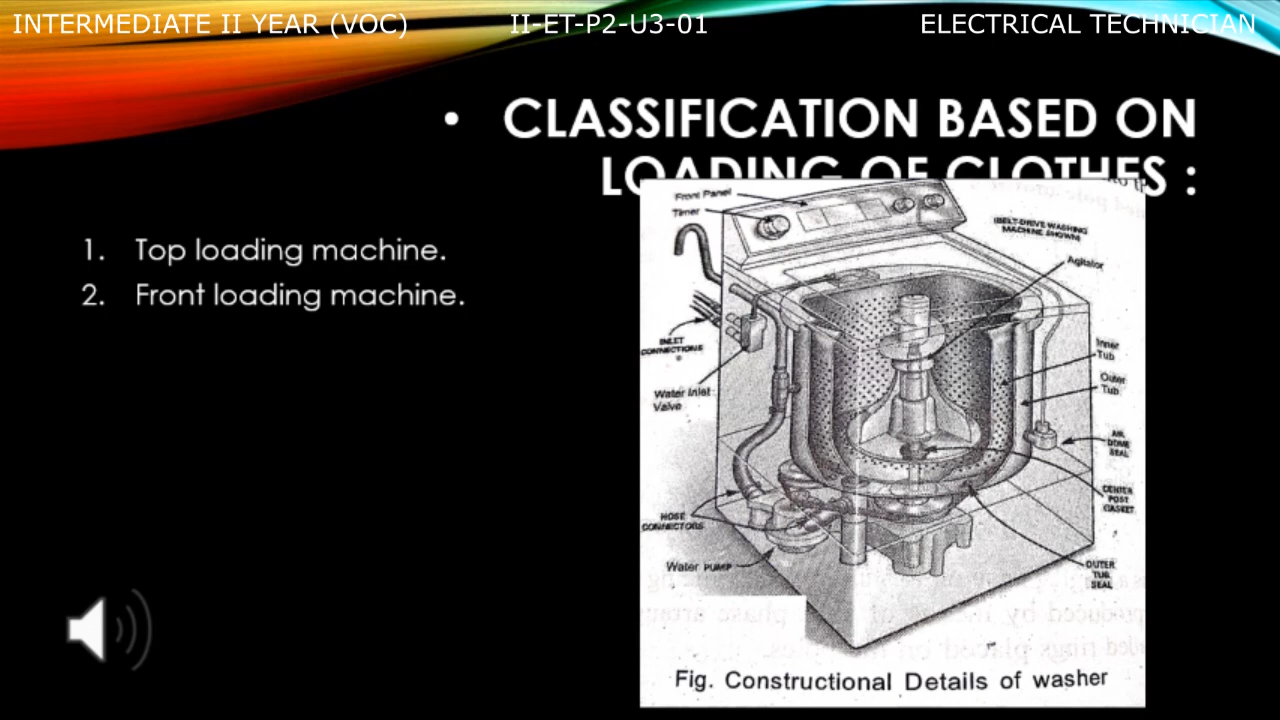 INTERMEDIATE II YEAR (VOC) II-ET-P2-U3-01 ELECTRICAL TECHNICIAN
• CLASSIFICATION BASED ON
LOADING OF CLOTHES :
1. Top loading machine.
2. Front loading machine.
Front Panel
Timer
(BELT-DRIVE WASHING
MACHINE SHOWN)
Agitator
INLET
CONNECTIONS
Inner
Tub
Water Inlet
Valve
Outer
Tub
AIR
DOME
SEAL
CENTER
POST
GASKET
HOSE
CONNECTORS
Water PUMP
OUTER
TUB
SEAL
Fig. Constructional Details of washer